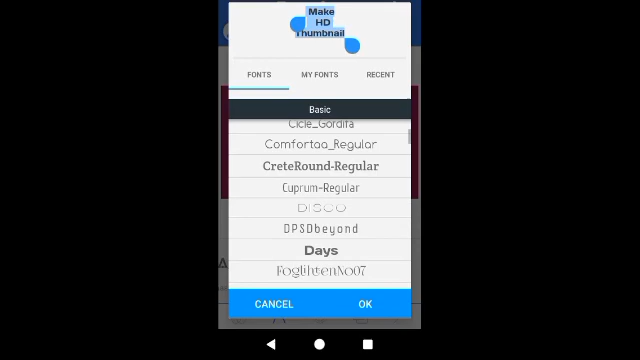 Make
HD
Thumbnail
FONTS MY FONTS RECENT
Basic
Cicle_Gordita
Comfortaa_Regular
CreteRound-Regular
Cuprum-Regular
DISCO
DPSDbeyond
Days
FoglihtenNo07
CANCEL OK